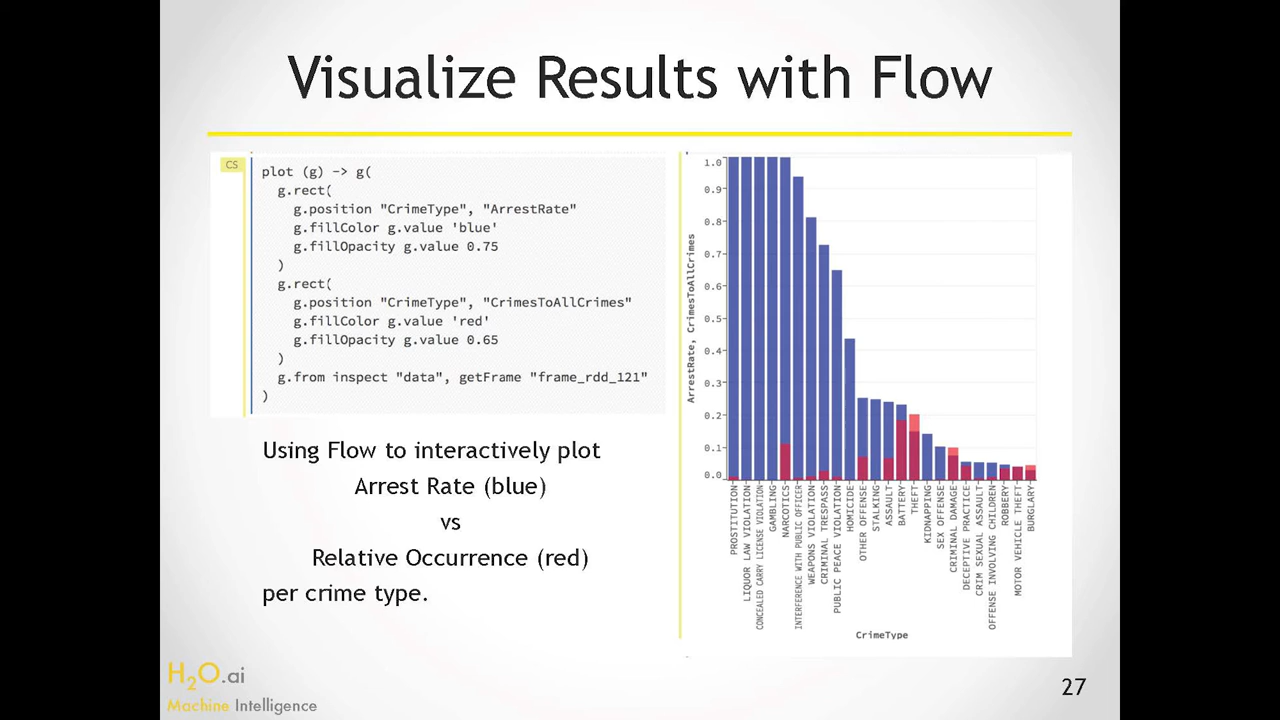 Visualize Results with Flow
CS
plot (g) -> g(
g.rect(
g.position "CrimeType", "ArrestRate"
g.fillColor g.value 'blue'
g.fillOpacity g.value 0.75
)
g.rect(
g.position "CrimeType", "CrimesToAllCrimes"
g.fillColor g.value 'red'
g.fillOpacity g.value 0.65
)
g.from inspect "data", getFrame "frame_rdd_121"
)
Using Flow to interactively plot
Arrest Rate (blue)
vs
Relative Occurrence (red)
per crime type.
ArrestRate, CrimesToAllCrimes
1.0
0.9
0.8
0.7
0.6
0.5
0.4
0.3
0.2
0.1
0.0
PROSTITUTION
LIQUOR LAW VIOLATION
CONCEALED CARRY LICENSE VIOLATION
GAMBLING
NARCOTICS
INTERFERENCE WITH PUBLIC OFFICER
WEAPONS VIOLATION
CRIMINAL TRESPASS
PUBLIC PEACE VIOLATION
HOMICIDE
OTHER OFFENSE
STALKING
ASSAULT
BATTERY
THEFT
KIDNAPPING
SEX OFFENSE
CRIMINAL DAMAGE
DECEPTIVE PRACTICE
CRIM SEXUAL ASSAULT
OFFENSE INVOLVING CHILDREN
ROBBERY
MOTOR VEHICLE THEFT
BURGLARY
CrimeType
H2O.ai
Machine Intelligence
27